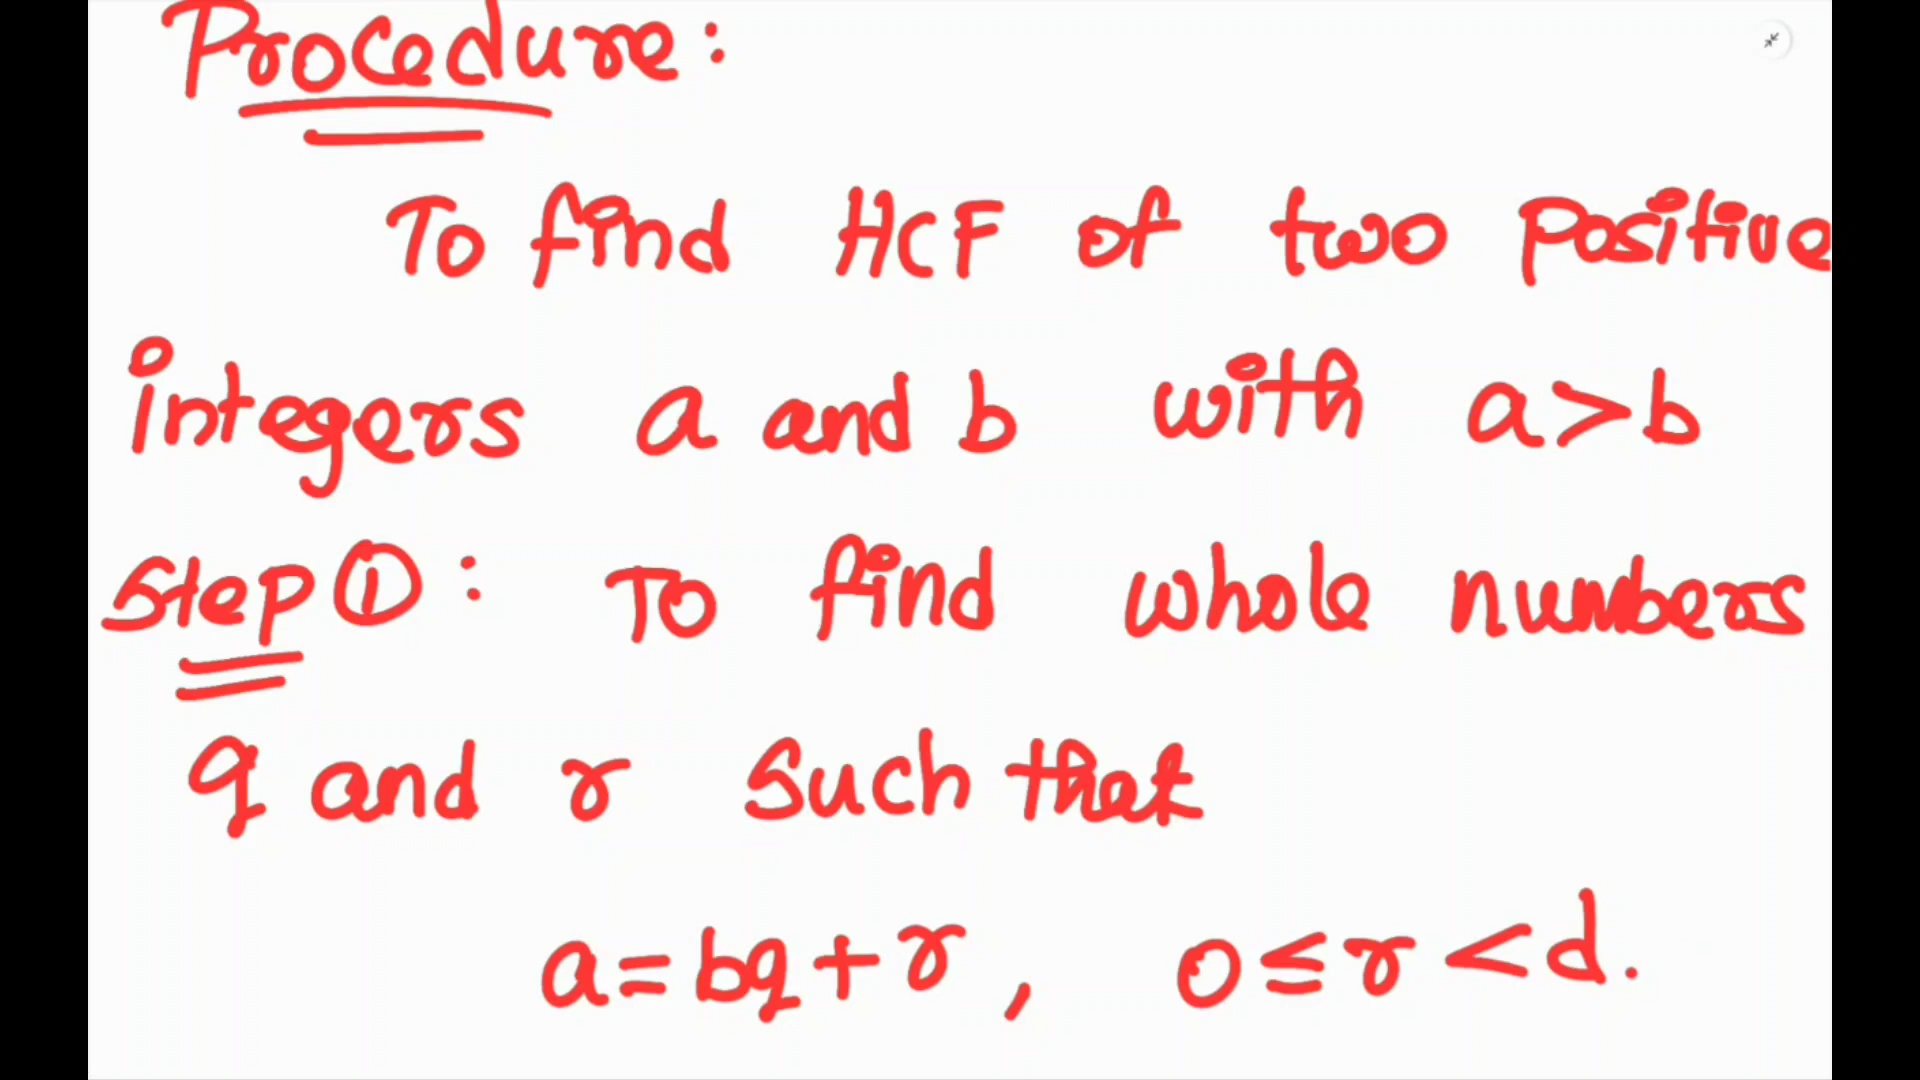 Procedure:
To find HCF of two positive
integers a and b with a>b
Step ①: To find whole numbers
q and r such that
a=bq+r, 0≤r<d.